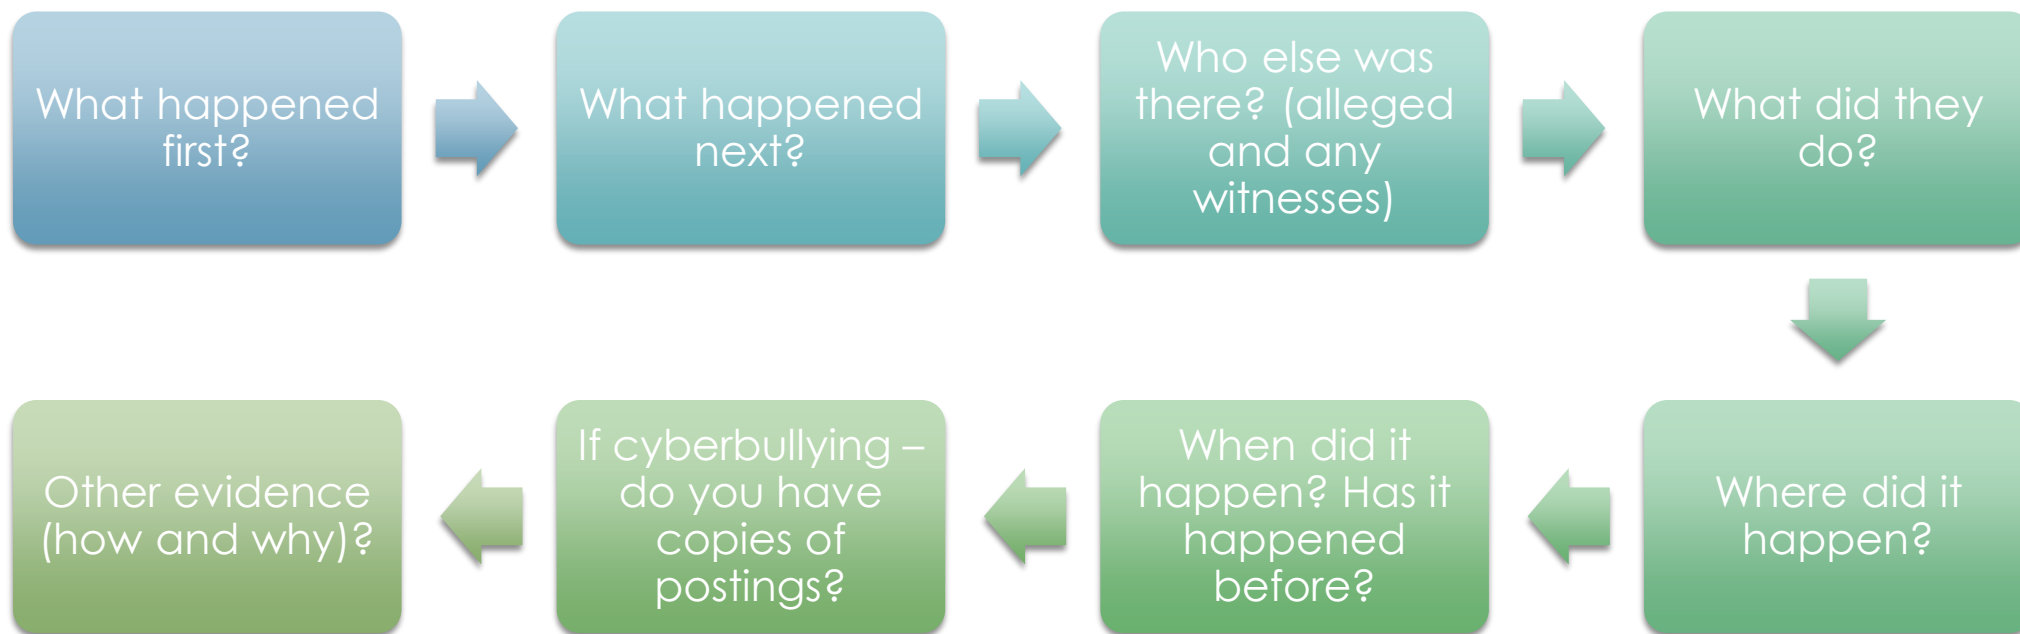 What happened
first?
What happened
next?
Who else was
there? (alleged
and any
witnesses)
What did they
do?
Where did it
happen?
When did it
happen? Has it
happened
before?
If cyberbullying –
do you have
copies of
postings?
Other evidence
(how and why)?